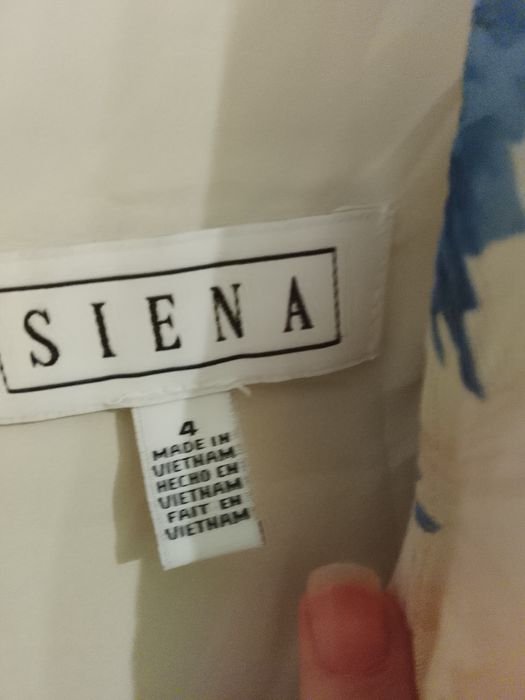 SIENA
4
MADE IN
VIETNAM
HECHO EN
VIETNAM
FAIT EN
VIETNAM